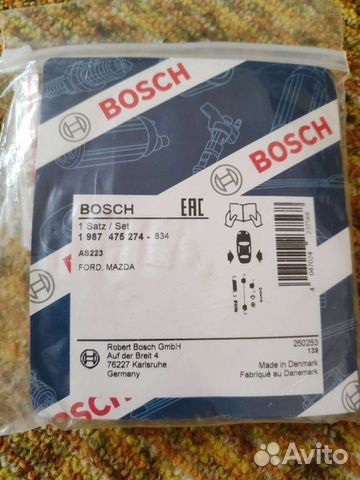 BOSCH
BOSCH
BOSCH
BOSCH
EAC
1 Satz / Set
1 987 475 274 - 834
AS223
FORD, MAZDA
Robert Bosch GmbH
Auf der Breit 4
76227 Karlsruhe
Germany
250253
139
Made in Denmark
Fabriqué au Danemark
Avito